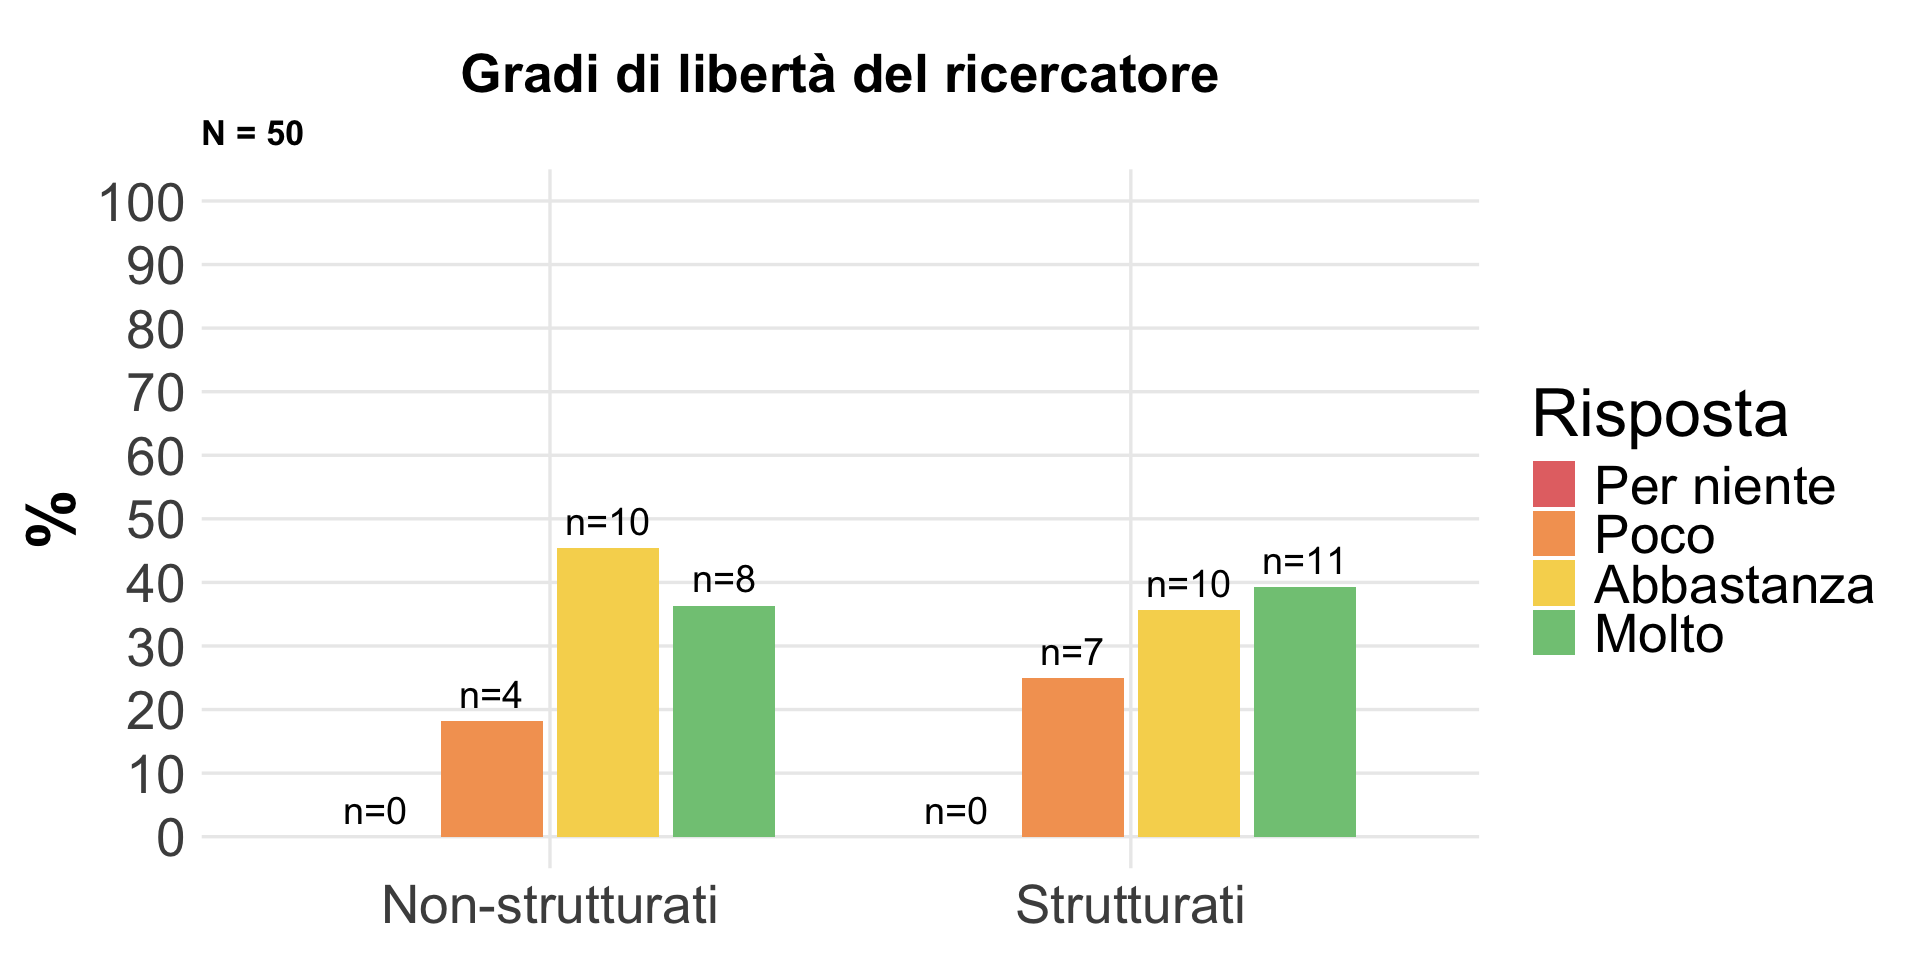 Gradi di libertà del ricercatore
N = 50
%
100
90
80
70
60
50
40
30
20
10
0
n=0
n=4
n=10
n=8
n=0
n=7
n=10
n=11
Non-strutturati
Strutturati
Risposta
Per niente
Poco
Abbastanza
Molto